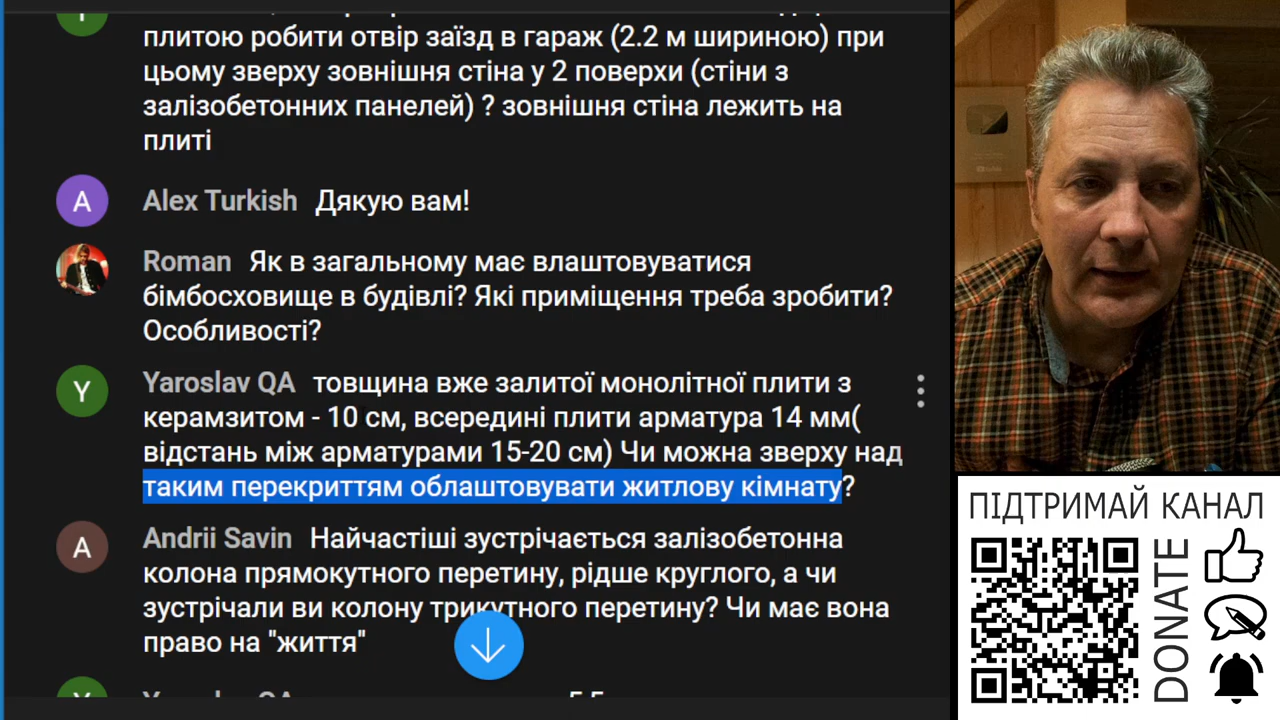 плитою робити отвір заїзд в гараж (2.2 м шириною) при
цьому зверху зовнішня стіна у 2 поверхи (стіни з
залізобетонних панелей) ? зовнішня стіна лежить на
плиті
A
Alex Turkish Дякую вам!
Roman Як в загальному має влаштовуватися
бімбосховище в будівлі? Які приміщення треба зробити?
Особливості?
Y
Yaroslav QA товщина вже залитої монолітної плити з
керамзитом - 10 см, всередині плити арматура 14 мм(
відстань між арматурами 15-20 см) Чи можна зверху над
таким перекриттям облаштовувати житлову кімнату?
A
Andrii Savin Найчастіші зустрічається залізобетонна
колона прямокутного перетину, рідше круглого, а чи
зустрічали ви колону трикутного перетину? Чи має вона
право на "життя"
ПІДТРИМАЙ КАНАЛ
DONATE